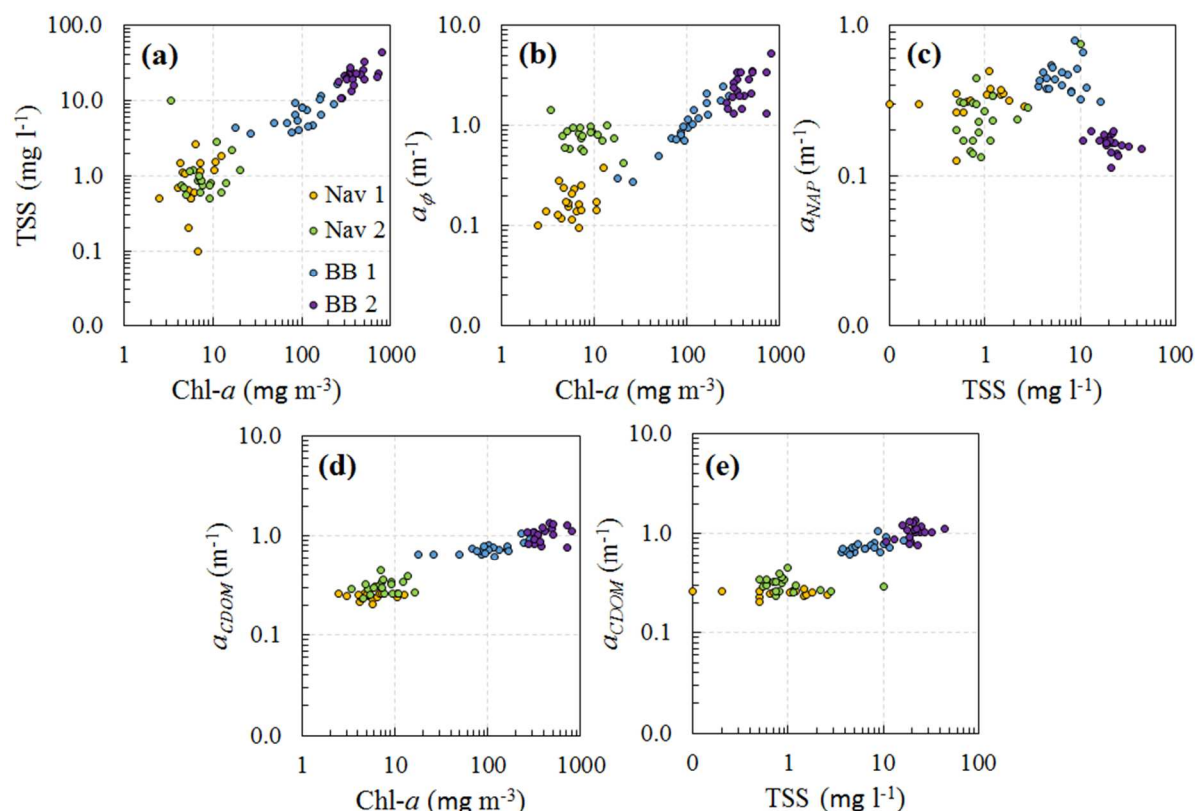 (a)
100.0
10.0
1.0
0.1
0.0
TSS (mg l⁻¹)
1 10 100 1000
Chl-a (mg m⁻³)
Nav 1
Nav 2
BB 1
BB 2
(b)
10.0
1.0
0.1
0.0
aϕ (m⁻¹)
1 10 100 1000
Chl-a (mg m⁻³)
(c)
1.0
0.1
0.0
aNAP (m⁻¹)
0 1 10 100
TSS (mg l⁻¹)
(d)
10.0
1.0
0.1
0.0
aCDOM (m⁻¹)
1 10 100 1000
Chl-a (mg m⁻³)
(e)
10.0
1.0
0.1
0.0
aCDOM (m⁻¹)
0 1 10 100
TSS (mg l⁻¹)